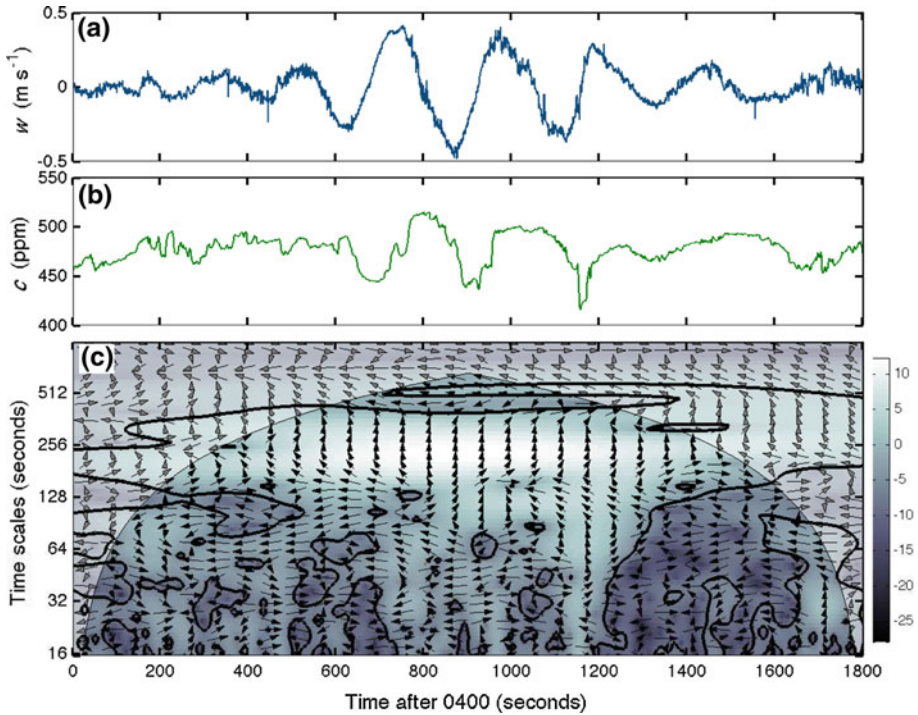 (a)
0.5
0
-0.5
w (m s-1)
(b)
550
500
450
400
c (ppm)
(c)
512
256
128
64
32
16
Time scales (seconds)
10
5
0
-5
-10
-15
-20
-25
0 200 400 600 800 1000 1200 1400 1600 1800
Time after 0400 (seconds)